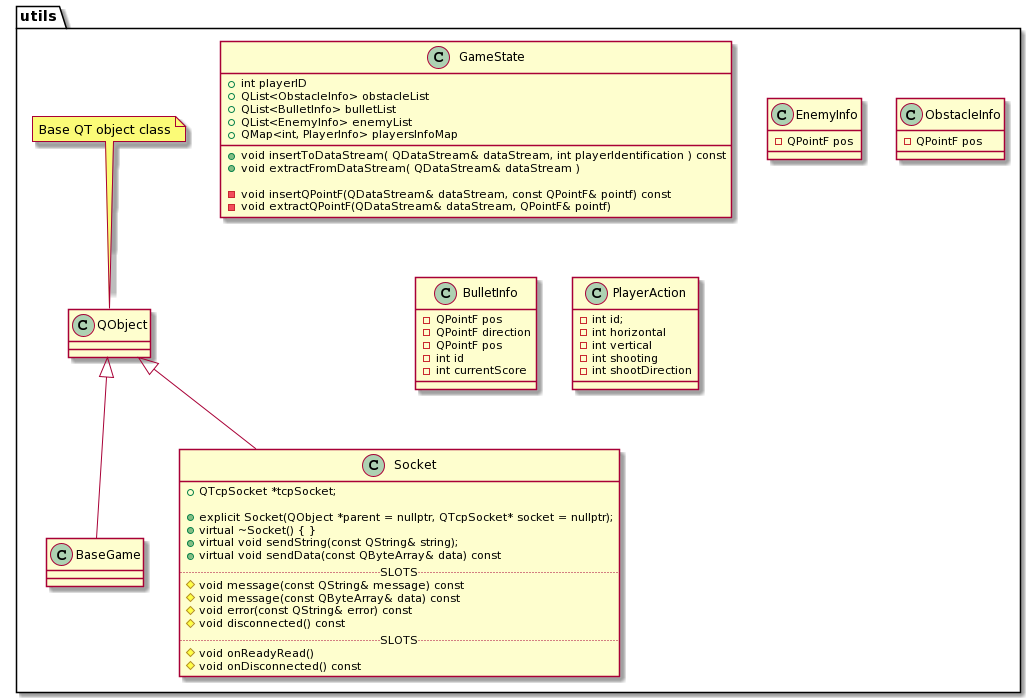 utils
C GameState
int playerID
QList<ObstacleInfo> obstacleList
QList<BulletInfo> bulletList
QList<EnemyInfo> enemyList
QMap<int, PlayerInfo> playersInfoMap
void insertToDataStream( QDataStream& dataStream, int playerIdentification ) const
void extractFromDataStream( QDataStream& dataStream )
void insertQPointF(QDataStream& dataStream, const QPointF& pointf) const
void extractQPointF(QDataStream& dataStream, QPointF& pointf)
C EnemyInfo
QPointF pos
C ObstacleInfo
QPointF pos
Base QT object class
C QObject
C BulletInfo
QPointF pos
QPointF direction
QPointF pos
int id
int currentScore
C PlayerAction
int id;
int horizontal
int vertical
int shooting
int shootDirection
C BaseGame
C Socket
QTcpSocket *tcpSocket;
explicit Socket(QObject *parent = nullptr, QTcpSocket* socket = nullptr);
virtual ~Socket() { }
virtual void sendString(const QString& string);
virtual void sendData(const QByteArray& data) const
SLOTS
void message(const QString& message) const
void message(const QByteArray& data) const
void error(const QString& error) const
void disconnected() const
SLOTS
void onReadyRead()
void onDisconnected() const